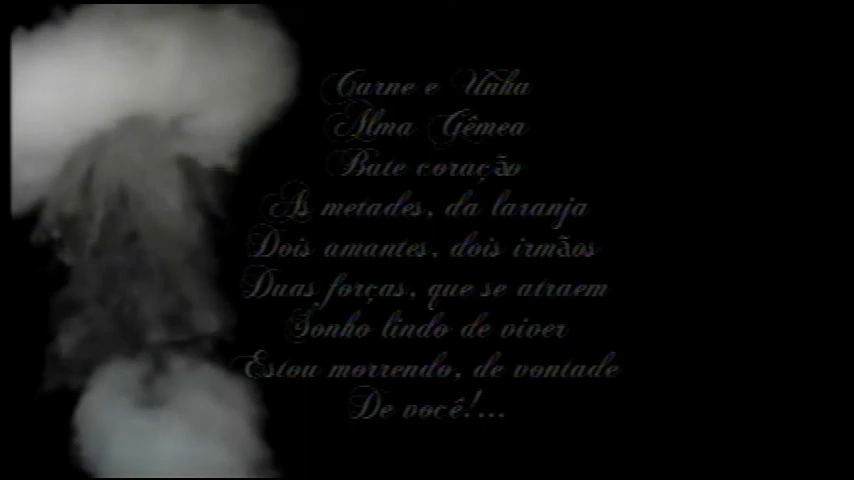 Carne e Unha
Alma Gêmea
Bate coração
As metades, da laranja
Dois amantes, dois irmãos
Duas forças, que se atraem
Sonho lindo de viver
Estou morrendo, de vontade
De você!...